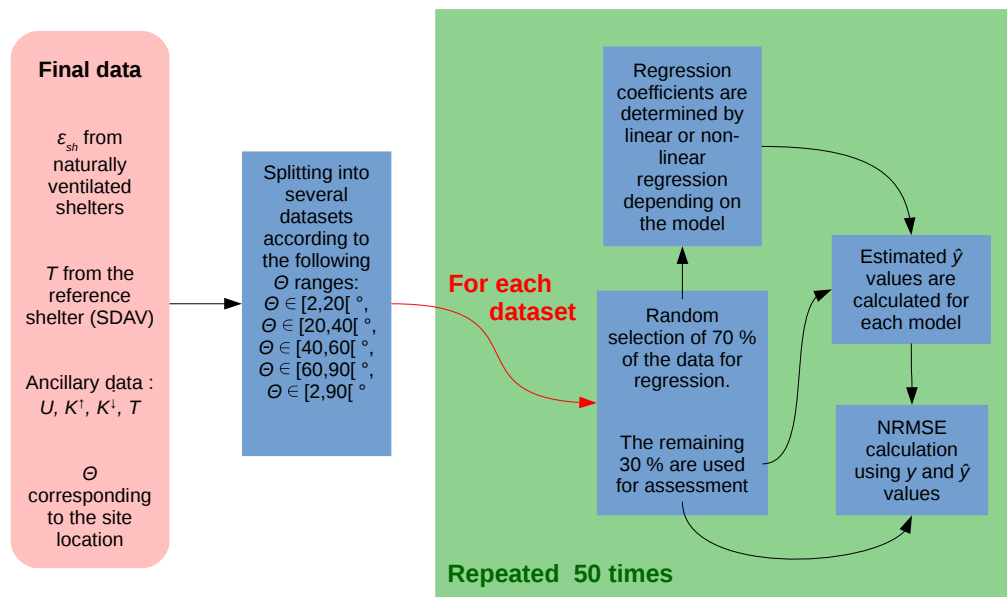 Final data
ε_sh from
naturally
ventilated
shelters
T from the
reference
shelter (SDAV)
Ancillary data :
U, K↑, K↓, T
Θ
corresponding
to the site
location
Splitting into
several
datasets
according to
the following
Θ ranges:
Θ ∈ [2,20[ °,
Θ ∈ [20,40[ °,
Θ ∈ [40,60[ °,
Θ ∈ [60,90[ °,
Θ ∈ [2,90[ °
For each
dataset
Regression
coefficients are
determined by
linear or non-
linear
regression
depending on
the model
Random
selection of 70 %
of the data for
regression.
The remaining
30 % are used
for assessment
Estimated ŷ
values are
calculated for
each model
NRMSE
calculation
using y and ŷ
values
Repeated 50 times